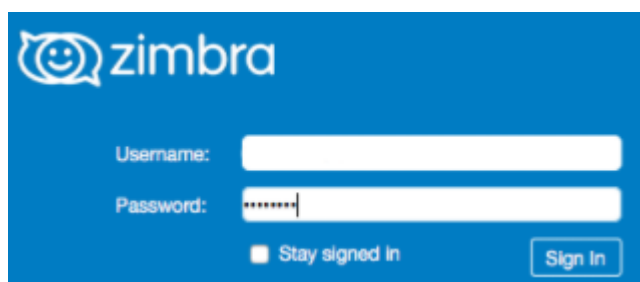 zimbra
Username:
Password: ••••••••
Stay signed in
Sign In